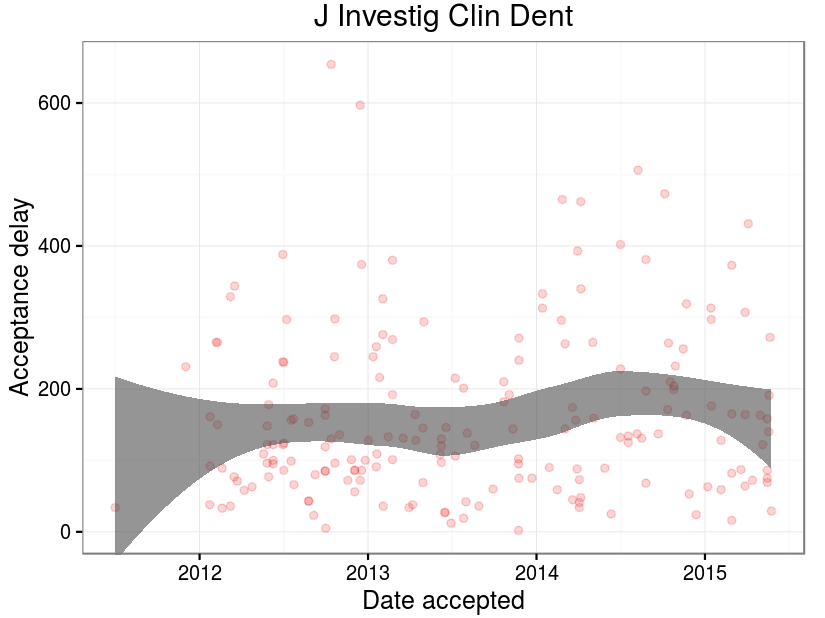 J Investig Clin Dent
600
400
200
0
Acceptance delay
2012 2013 2014 2015
Date accepted